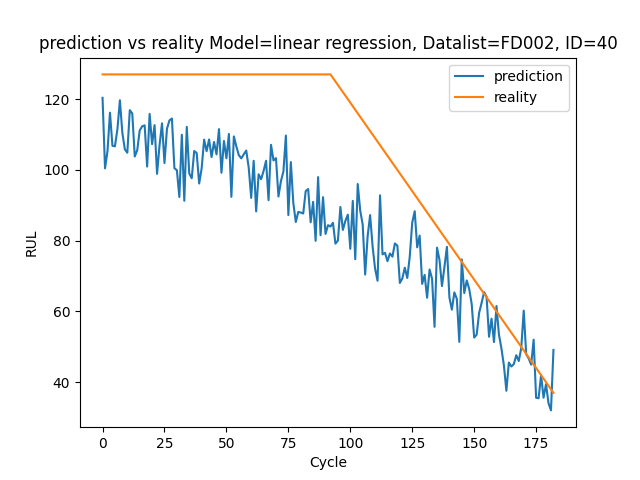 prediction vs reality Model=linear regression, Datalist=FD002, ID=40
prediction
reality
120
100
80
60
40
RUL
0 25 50 75 100 125 150 175
Cycle